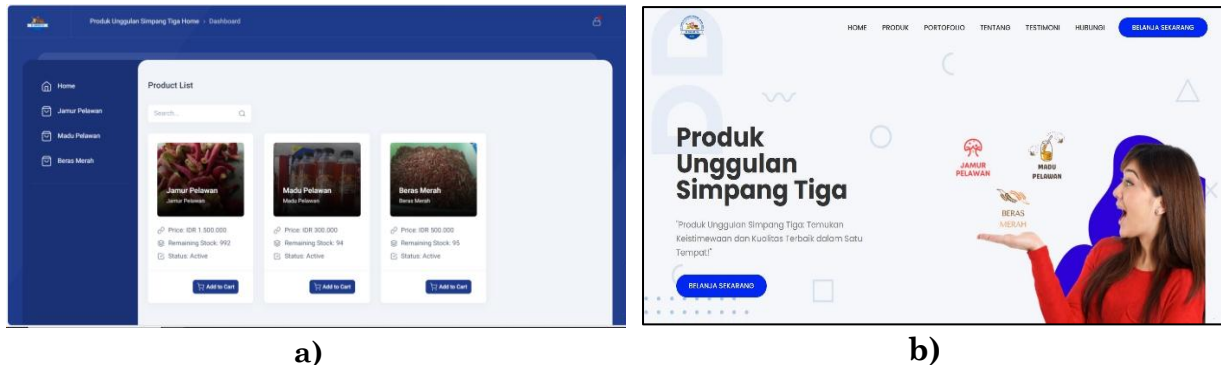 Produk Unggulan Simpang Tiga Home > Dashboard
Home
Jamur Pelawan
Madu Pelawan
Beras Merah
Product List
Search...
Jamur Pelawan
Jamur Pelawan
Price: IDR 1.500.000
Remaining Stock: 992
Status: Active
Add to Cart
Madu Pelawan
Madu Pelawan
Price: IDR 300.000
Remaining Stock: 94
Status: Active
Add to Cart
Beras Merah
Beras Merah
Price: IDR 500.000
Remaining Stock: 95
Status: Active
Add to Cart
a)
HOME PRODUK PORTOFOLIO TENTANG TESTIMONI HUBUNGI BELANJA SEKARANG
Produk
Unggulan
Simpang Tiga
"Produk Unggulan Simpang Tiga: Temukan
Keistimewaan dan Kualitas Terbaik dalam Satu
Tempat!"
BELANJA SEKARANG
JAMUR
PELAWAN
MADU
PELAWAN
BERAS
MERAH
b)